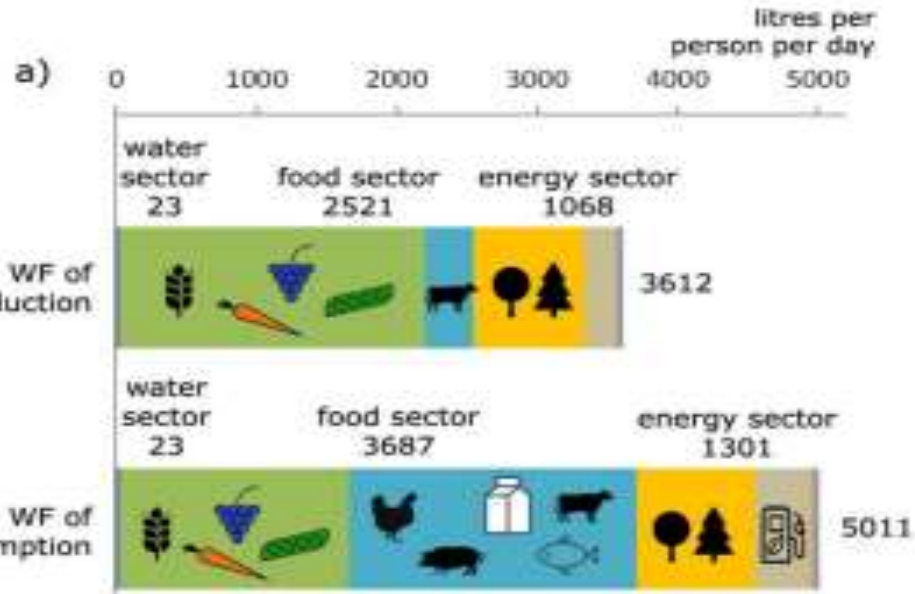 litres per
person per day
a)
0 1000 2000 3000 4000 5000
water
sector
23
food sector
2521
energy sector
1068
WF of
duction
3612
water
sector
23
food sector
3687
energy sector
1301
WF of
mption
5011